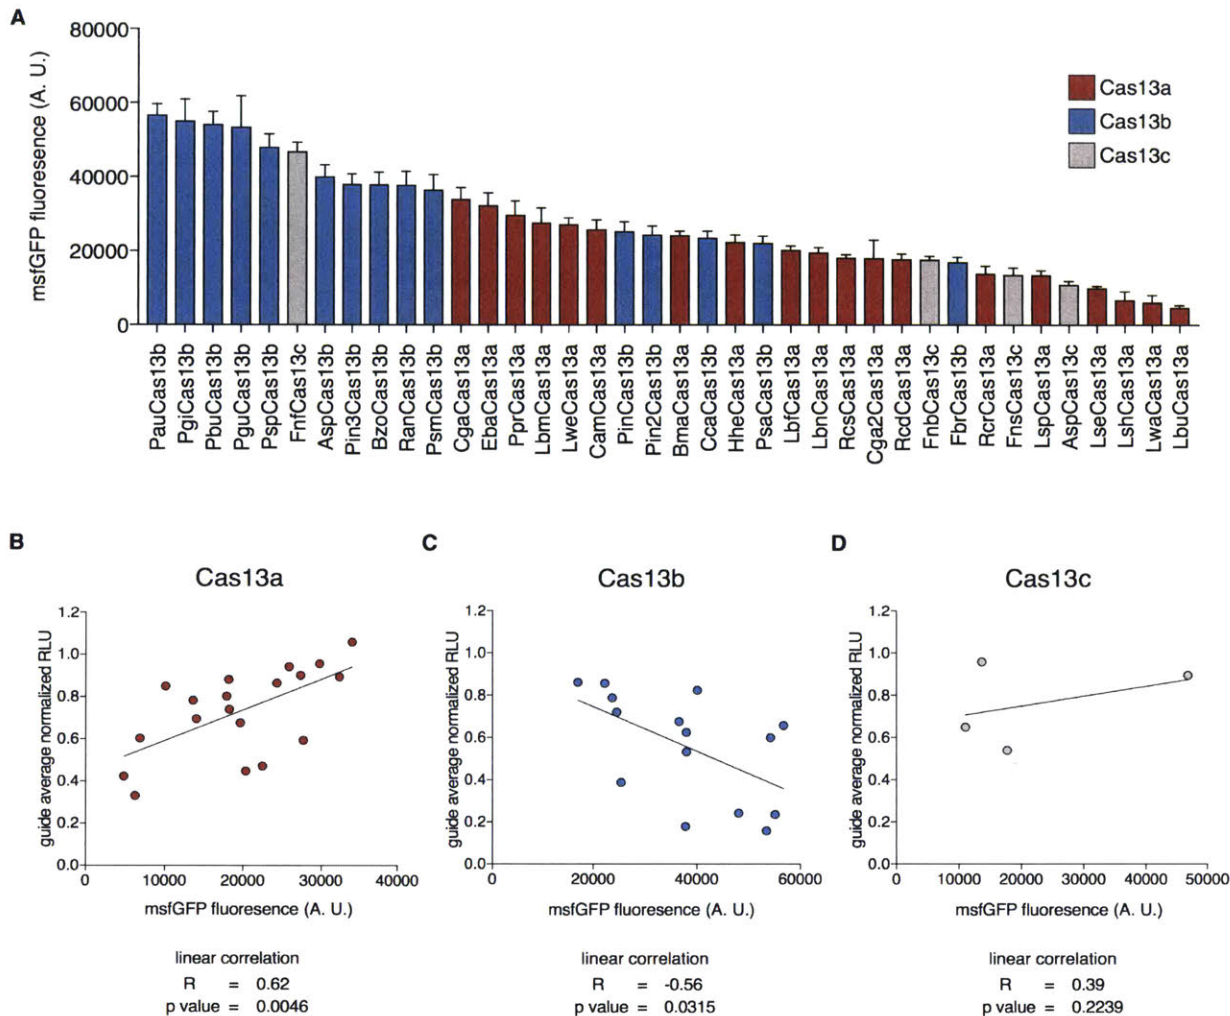 A
msfGFP fluoresence (A. U.)
80000
60000
40000
20000
0
Cas13a
Cas13b
Cas13c
PauCas13b
PgiCas13b
PbuCas13b
PguCas13b
PspCas13b
FnfCas13c
AspCas13b
Pin3Cas13b
BzoCas13b
RanCas13b
PsmCas13b
CgaCas13a
EbaCas13a
PprCas13a
LbmCas13a
LweCas13a
CamCas13a
PinCas13b
Pin2Cas13b
BmaCas13a
CcaCas13b
HheCas13a
PsaCas13b
LbfCas13a
LbnCas13a
RcsCas13a
Cga2Cas13a
RcdCas13a
FnbCas13c
FbrCas13b
RcrCas13a
FnsCas13c
LspCas13a
AspCas13c
LseCas13a
LshCas13a
LwaCas13a
LbuCas13a
B
Cas13a
guide average normalized RLU
1.2
1.0
0.8
0.6
0.4
0.2
0.0
0 10000 20000 30000 40000
msfGFP fluoresence (A. U.)
linear correlation
R = 0.62
p value = 0.0046
C
Cas13b
guide average normalized RLU
1.2
1.0
0.8
0.6
0.4
0.2
0.0
0 20000 40000 60000
msfGFP fluoresence (A. U.)
linear correlation
R = -0.56
p value = 0.0315
D
Cas13c
guide average normalized RLU
1.2
1.0
0.8
0.6
0.4
0.2
0.0
0 10000 20000 30000 40000 50000
msfGFP fluoresence (A. U.)
linear correlation
R = 0.39
p value = 0.2239